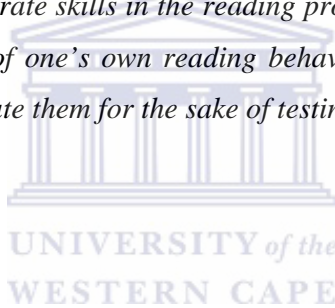 rate skills in the reading pro
of one's own reading behav
ate them for the sake of testin
UNIVERSITY of the
WESTERN CAPE